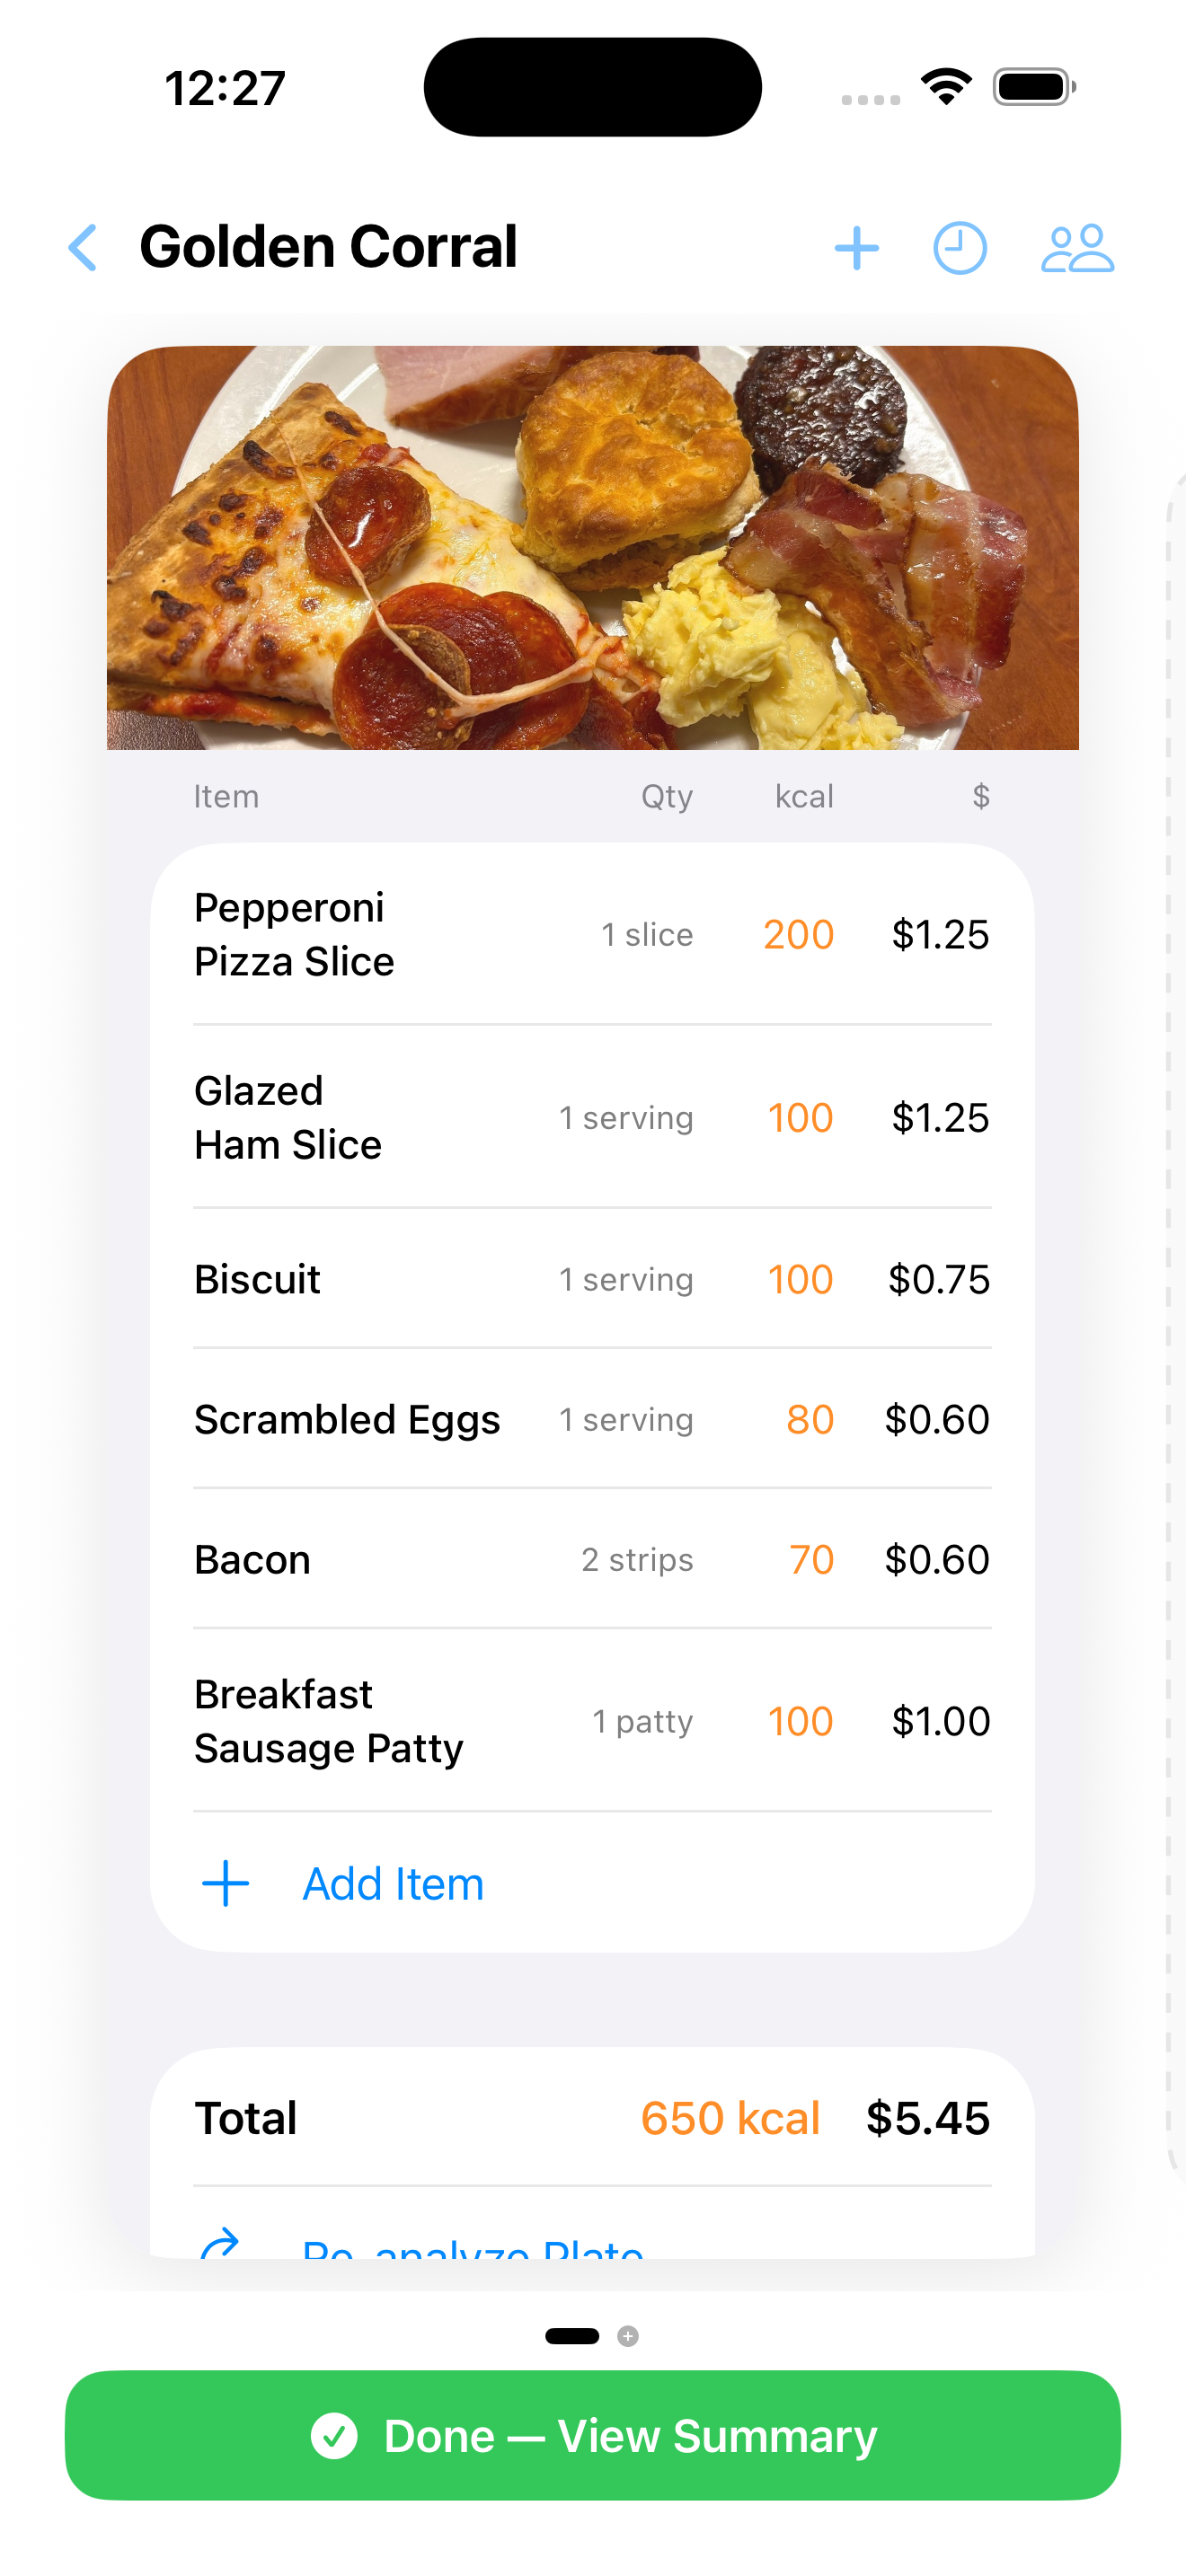 12:27
Golden Corral
Item Qty kcal $
Pepperoni
Pizza Slice
1 slice 200 $1.25
Glazed
Ham Slice
1 serving 100 $1.25
Biscuit 1 serving 100 $0.75
Scrambled Eggs 1 serving 80 $0.60
Bacon 2 strips 70 $0.60
Breakfast
Sausage Patty
1 patty 100 $1.00
Add Item
Total 650 kcal $5.45
Re-analyze Plate
Done — View Summary